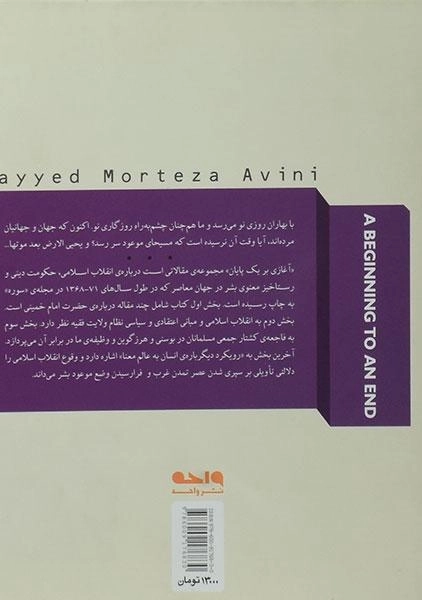 ayyed Morteza Avini
A BEGINNING TO AN END
با بهاران روزی نو می‌رسد و ما هم‌چنان چشم‌به‌راه روزگاری نو. اکنون که جهان و جهانیان
مرده‌اند، آیا وقت آن نرسیده است که مسیحای موعود سر رسد؟ و یحیی الارض بعد موتها...
• • •
«آغازی بر یک پایان» مجموعه‌ی مقالاتی است درباره‌ی انقلاب اسلامی، حکومت دینی و
رستاخیز معنوی بشر در جهان معاصر که در طول سال‌های ۷۱-۱۳۶۸ در مجله‌ی «سوره»
به چاپ رسیده است. بخش اول کتاب شامل چند مقاله درباره‌ی حضرت امام خمینی است.
بخش دوم به انقلاب اسلامی و مبانی اعتقادی و سیاسی نظام ولایت فقیه نظر دارد. بخش سوم
به فاجعه‌ی کشتار جمعی مسلمانان در بوسنی و هرزگوین و وظیفه‌ی ما در برابر آن می‌پردازد.
آخرین بخش به «رویکرد دیگرباره‌ی انسان به عالم معنا» اشاره دارد و وقوع انقلاب اسلامی را
دلالتی تأویلی بر سپری شدن عصر تمدن غرب و فرارسیدن وضع موعود بشر می‌داند.
واحه
نشر واحه
۱۳۰۰۰ تومان